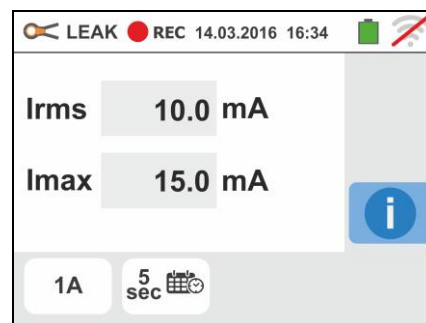 LEAK REC 14.03.2016 16:34
Irms 10.0 mA
Imax 15.0 mA
i
1A 5 sec